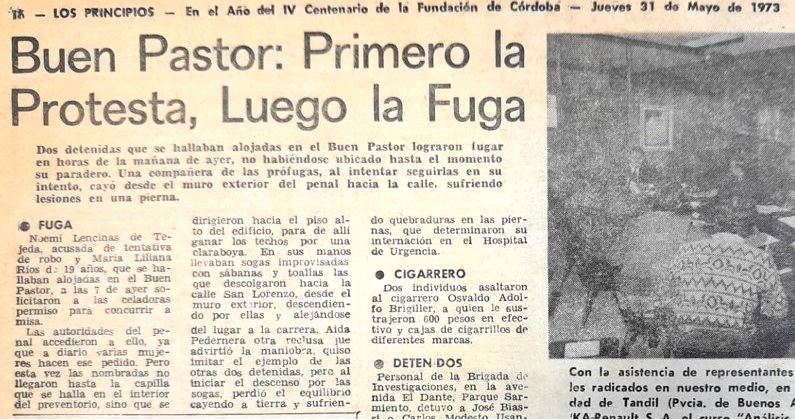 18 — LOS PRINCIPIOS — En el Año del IV Centenario de la Fundación de Córdoba — Jueves 31 de Mayo de 1973
Buen Pastor: Primero la
Protesta, Luego la Fuga
Dos detenidas que se hallaban alojadas en el Buen Pastor lograron fugar
en horas de la mañana de ayer, no habiéndose ubicado hasta el momento
su paradero. Una compañera de las prófugas, al intentar seguirlas en su
intento, cayó desde el muro exterior del penal hacia la calle, sufriendo
lesiones en una pierna.
● FUGA
Noemí Lencinas de Te-
jeda, acusada de tentativa
de robo y María Liliana
Ríos de 19 años, que se ha-
llaban alojadas en el Buen
Pastor, a las 7 de ayer so-
licitaron a las celadoras
permiso para concurrir a
misa.
Las autoridades del pe-
nal accedieron a ello, ya
que a diario varias muje-
res hacen ese pedido. Pero
esta vez las nombradas no
llegaron hasta la capilla
que se halla en el interior
del preventorio, sino que se
dirigieron hacia el piso al-
to del edificio, para de allí
ganar los techos por una
claraboya. En sus manos
llevaban sogas improvisadas
con sábanas y toallas las
que descolgaron hacia la
calle San Lorenzo, desde el
muro exterior, descendien-
do por ellas y alejándose
del lugar a la carrera. Aída
Pedernera otra reclusa que
advirtió la maniobra, quiso
imitar el ejemplo de las
otras dos detenidas, pero al
iniciar el descenso por las
sogas, perdió el equilibrio
cayendo a tierra y sufrien-
do quebraduras en las pier-
nas, que determinaron su
internación en el Hospital
de Urgencia.
● CIGARRERO
Dos individuos asaltaron
al cigarrero Osvaldo Adol-
fo Brigiller, a quien le sus-
trajeron 600 pesos en efec-
tivo y cajas de cigarrillos de
diferentes marcas.
● DETENIDOS
Personal de la Brigada de
Investigaciones, en la ave-
nida El Dante, Parque Sar-
miento, detuvo a José Bias-
si o Carlos Modesto
Con la asistencia de representantes
les radicados en nuestro medio, en
dad de Tandil (Pvcia. de Buenos A
IKA-Renault S. A. el curso "Análisis